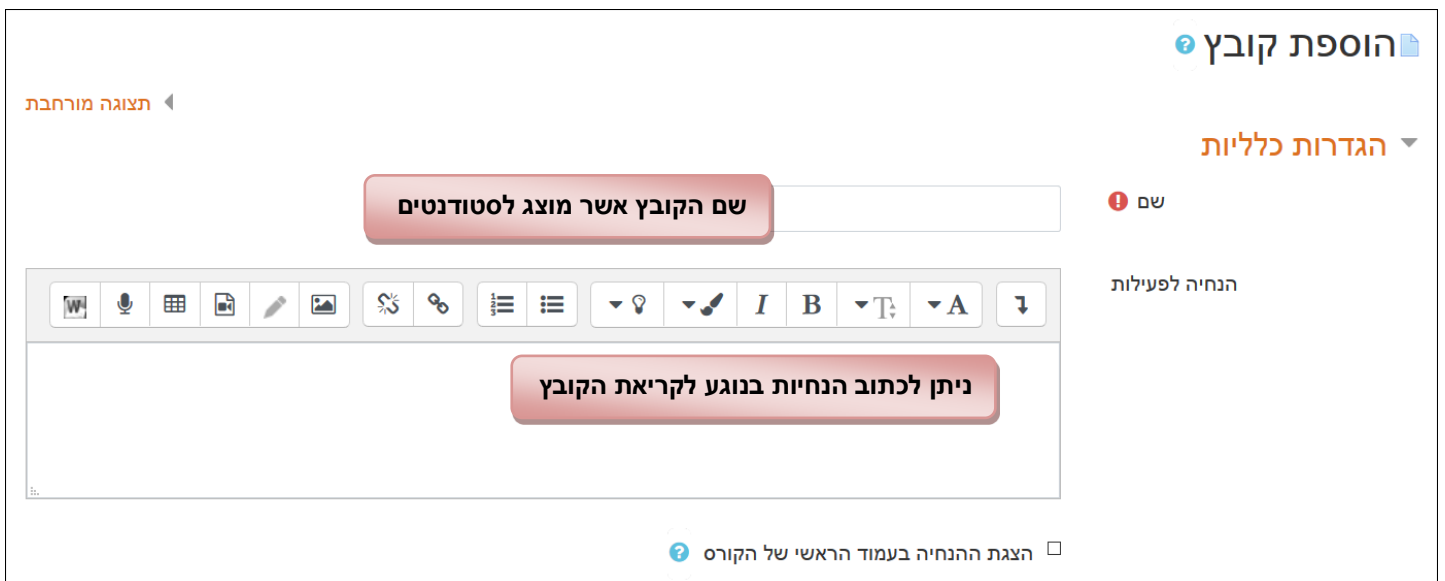 הוספת קובץ
תצוגה מורחבת
הגדרות כלליות
שם
שם הקובץ אשר מוצג לסטודנטים
הנחיה לפעילות
A T I B
ניתן לכתוב הנחיות בנוגע לקריאת הקובץ
הצגת ההנחיה בעמוד הראשי של הקורס